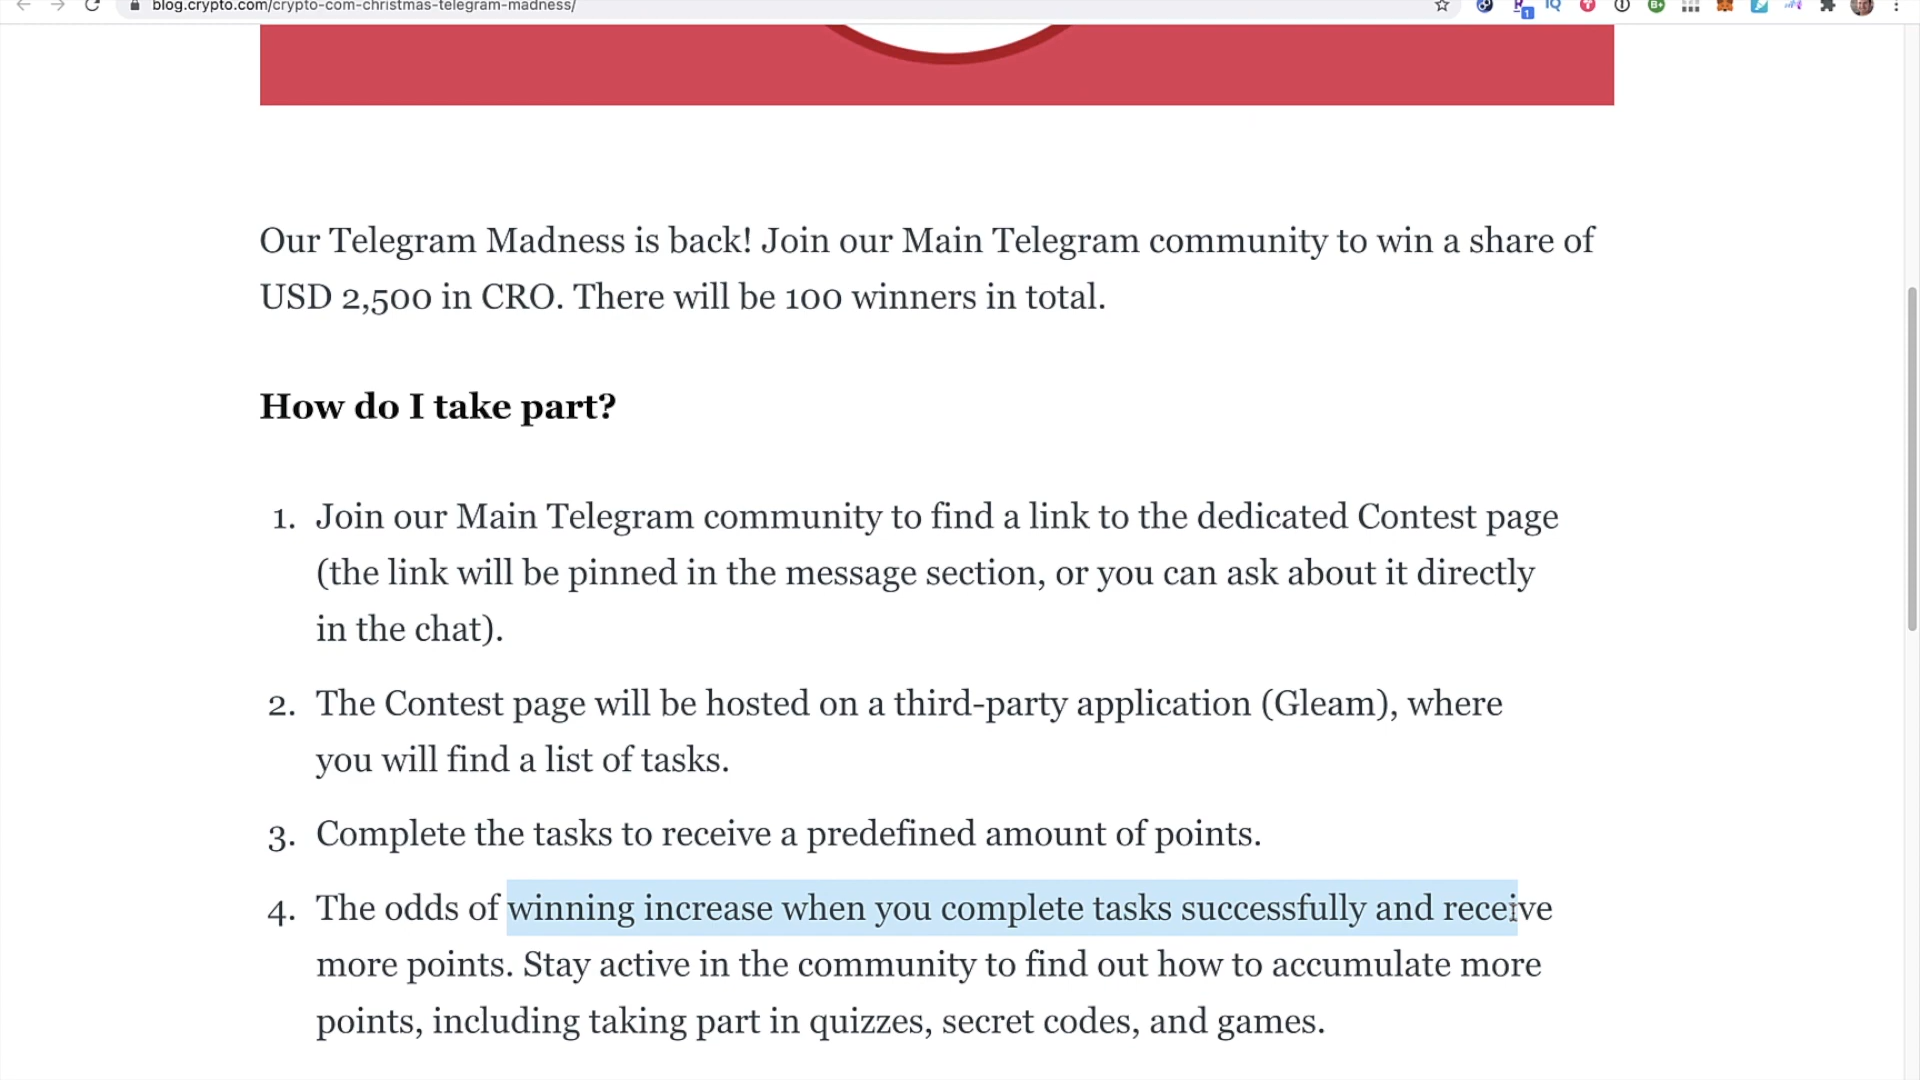 blog.crypto.com/crypto-com-christmas-telegram-madness/
Our Telegram Madness is back! Join our Main Telegram community to win a share of
USD 2,500 in CRO. There will be 100 winners in total.
How do I take part?
1. Join our Main Telegram community to find a link to the dedicated Contest page
(the link will be pinned in the message section, or you can ask about it directly
in the chat).
2. The Contest page will be hosted on a third-party application (Gleam), where
you will find a list of tasks.
3. Complete the tasks to receive a predefined amount of points.
4. The odds of winning increase when you complete tasks successfully and receive
more points. Stay active in the community to find out how to accumulate more
points, including taking part in quizzes, secret codes, and games.